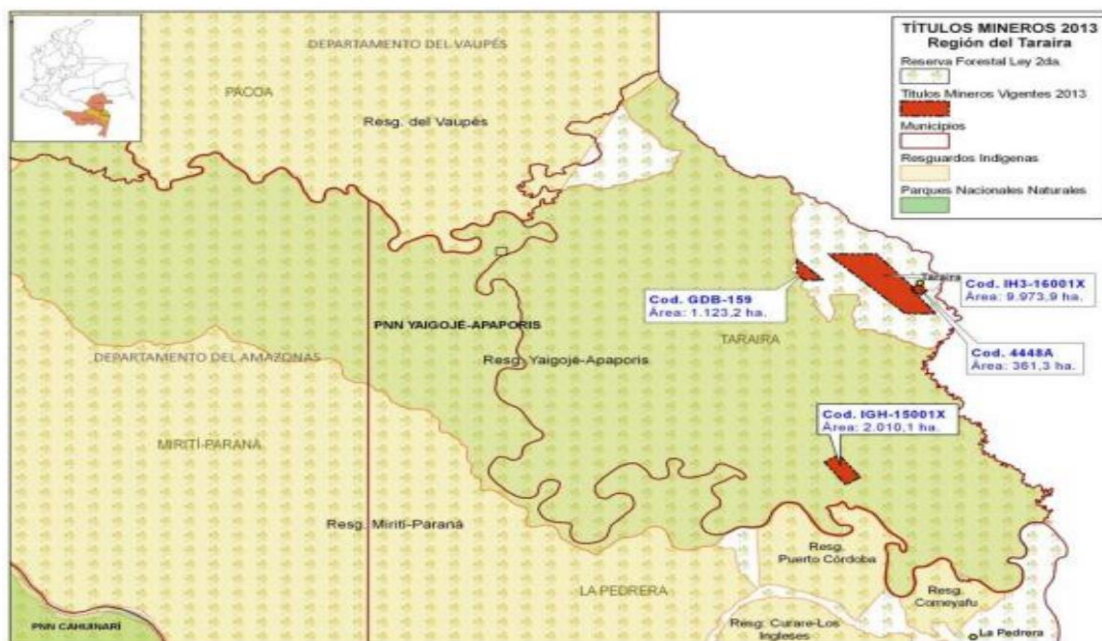 TÍTULOS MINEROS 2013
Región del Taraira
Reserva Forestal Ley 2da.
Titulos Mineros Vigentes 2013
Municipios
Resguardos Indígenas
Parques Nacionales Naturales
DEPARTAMENTO DEL VAUPÉS
PACOA
Resg. del Vaupés
Cod. GDB-159
Área: 1.123,2 ha.
Taraira
Cod. IH3-16001X
Área: 9.973,9 ha.
PNN YAIGOJÉ-APAPORIS
TARAIRA
Cod. 4448A
Área: 361,3 ha.
DEPARTAMENTO DEL AMAZONAS
Resg. Yaigojé-Apaporis
Cod. IGH-15001X
Área: 2.010,1 ha.
MIRITÍ-PARANÁ
Resg. Mirití-Paraná
Resg.
Puerto Córdoba
LA PEDRERA
Resg.
Comeyafu
PNN CAHUINARÍ
Resg. Curare-Los
Ingleses
La Pedrera